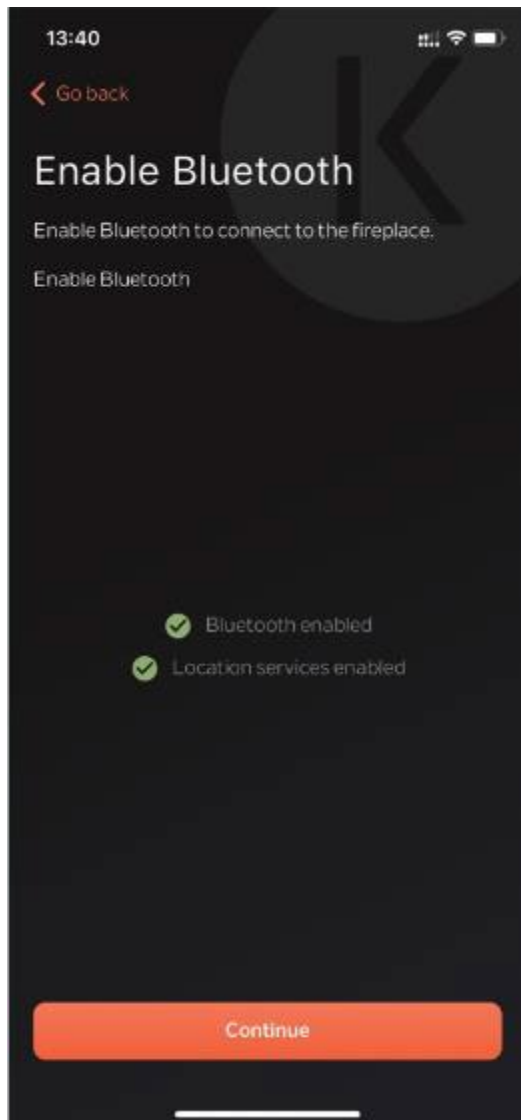 13:40
Go back
K
Enable Bluetooth
Enable Bluetooth to connect to the fireplace.
Enable Bluetooth
Bluetooth enabled
Location services enabled
Continue